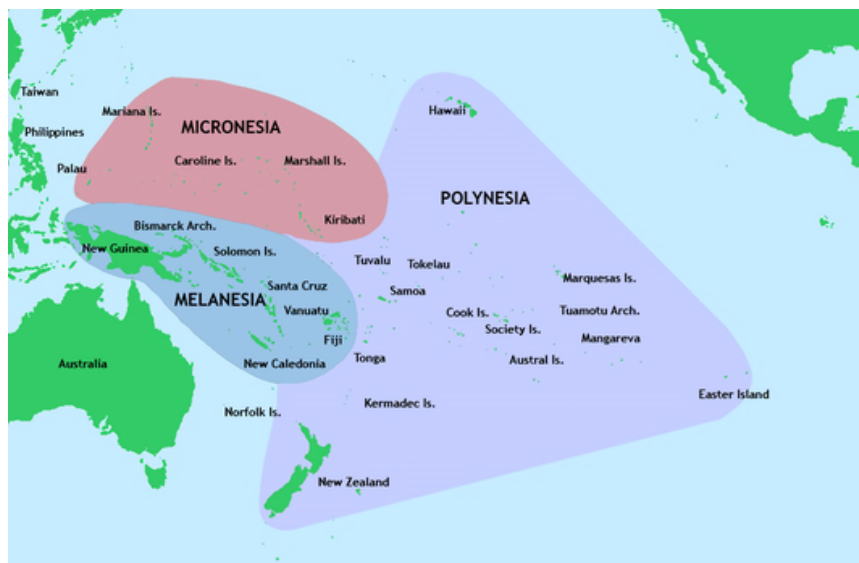 Taiwan
Hawaii
Mariana Is.
MICRONESIA
Philippines
Caroline Is.
Marshall Is.
Palau
POLYNESIA
Kiribati
Bismarck Arch.
New Guinea
Solomon Is.
Tuvalu
Tokelau
Marquesas Is.
Santa Cruz
Samoa
MELANESIA
Vanuatu
Cook Is.
Tuamotu Arch.
Society Is.
Fiji
Mangareva
Tonga
Austral Is.
Australia
New Caledonia
Easter Island
Kermadec Is.
Norfolk Is.
New Zealand